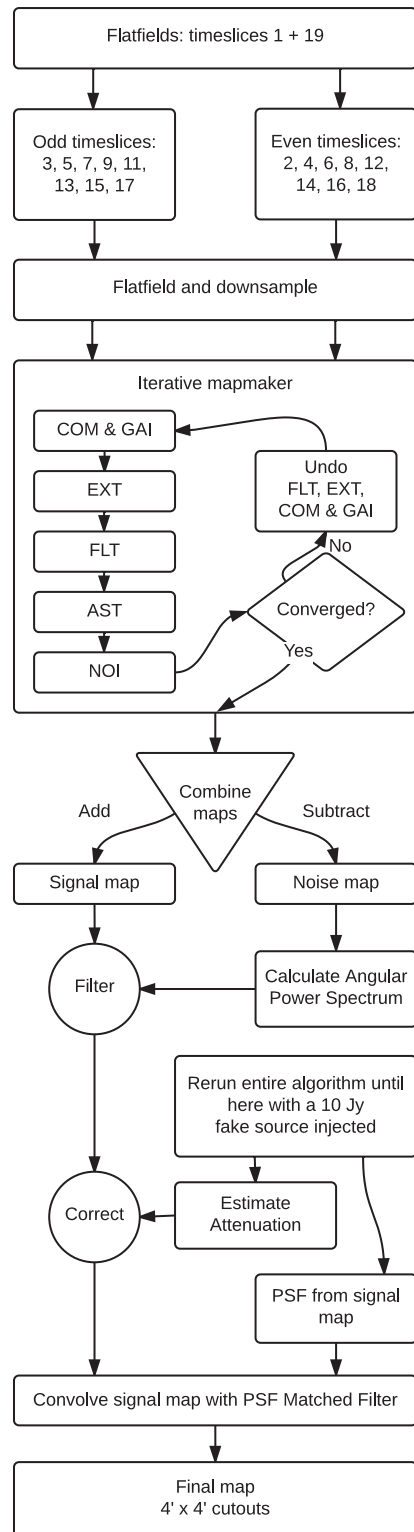 Flatfields: timeslices 1 + 19
Odd timeslices:
3, 5, 7, 9, 11,
13, 15, 17
Even timeslices:
2, 4, 6, 8, 12,
14, 16, 18
Flatfield and downsample
Iterative mapmaker
COM & GAI
EXT
FLT
AST
NOI
Undo
FLT, EXT,
COM & GAI
No
Converged?
Yes
Combine
maps
Add
Subtract
Signal map
Noise map
Filter
Calculate Angular
Power Spectrum
Rerun entire algorithm until
here with a 10 Jy
fake source injected
Correct
Estimate
Attenuation
PSF from signal
map
Convolve signal map with PSF Matched Filter
Final map
4' x 4' cutouts